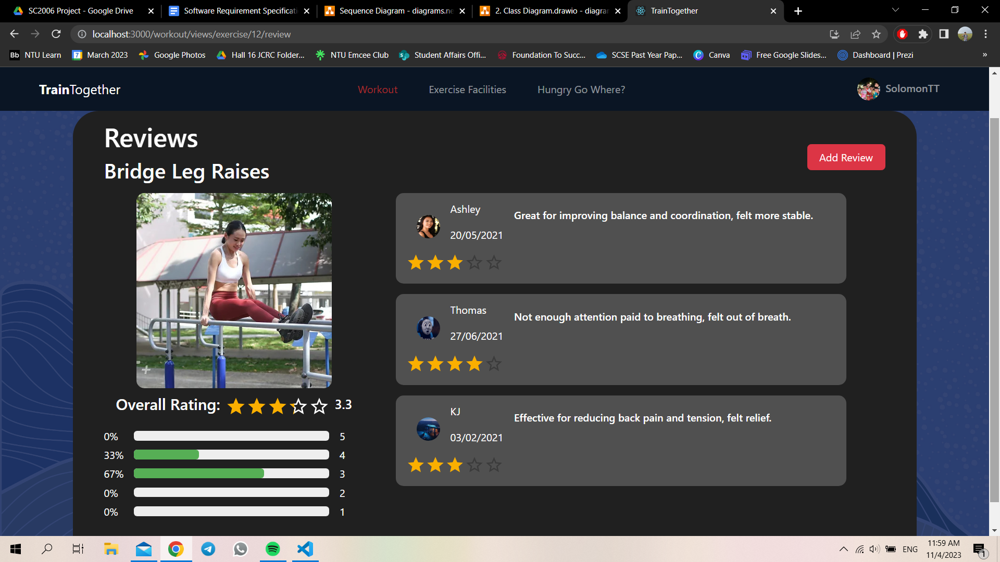 SC2006 Project - Google Drive
Software Requirement Specificati
Sequence Diagram - diagrams.ne
2. Class Diagram.drawio - diagran
TrainTogether
localhost:3000/workout/views/exercise/12/review
Bb NTU Learn
7 March 2023
Google Photos
Hall 16 JCRC Folder...
NTU Emcee Club
Student Affairs Offi...
Foundation To Succ...
SCSE Past Year Pap...
Canva
Free Google Slides...
Dashboard | Prezi
»
TrainTogether
Workout
Exercise Facilities
Hungry Go Where?
SolomonTT
Reviews
Add Review
Bridge Leg Raises
Ashley
Great for improving balance and coordination, felt more stable.
20/05/2021
Thomas
Not enough attention paid to breathing, felt out of breath.
27/06/2021
KJ
Effective for reducing back pain and tension, felt relief.
03/02/2021
Overall Rating: 3.3
0% 5
33% 4
67% 3
0% 2
0% 1
ENG
11:59 AM
11/4/2023
1